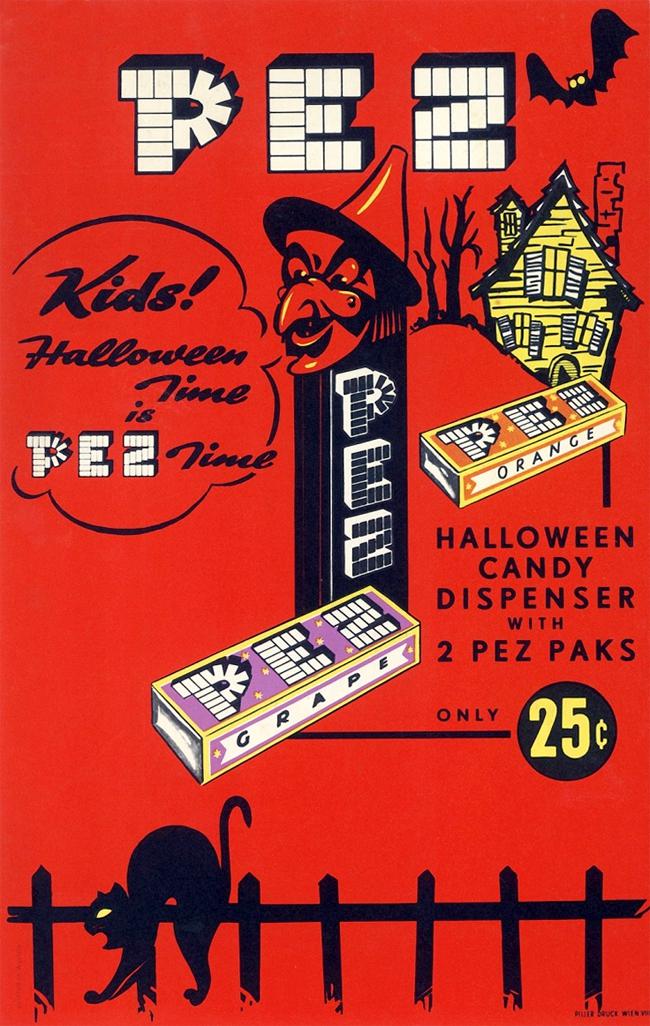 PEZ
Kids!
Halloween
Time
is
PEZ Time
PEZ
PEZ
ORANGE
HALLOWEEN
CANDY
DISPENSER
WITH
2 PEZ PAKS
PEZ
GRAPE
ONLY 25¢
PILLER DRUCK WIEN VII